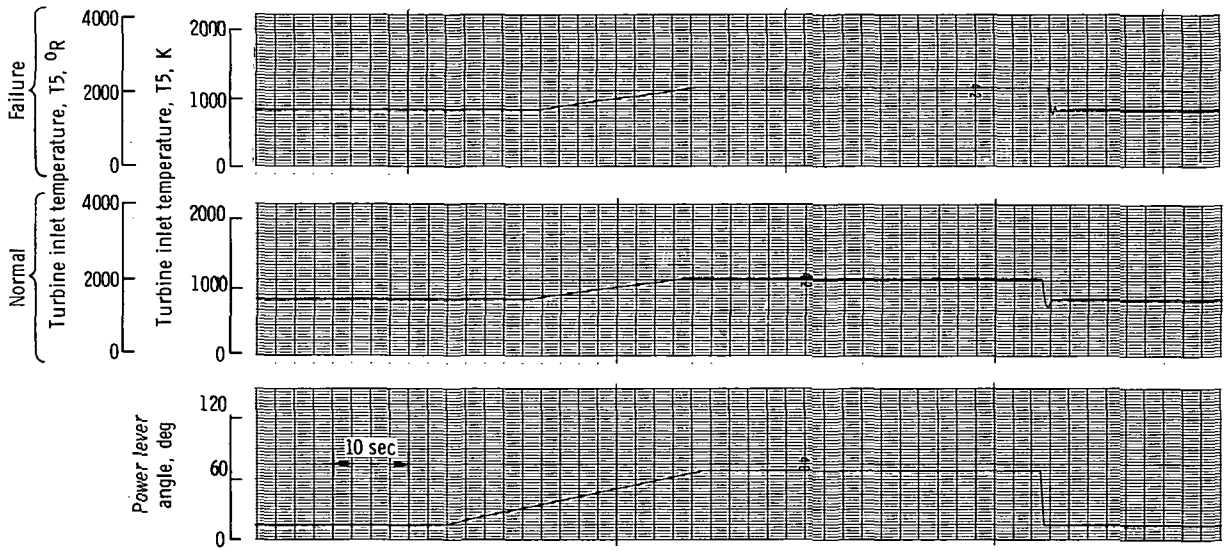 Failure
Turbine inlet temperature, T5, °R
4000
2000
0
Turbine inlet temperature, T5, K
2000
1000
0
Normal
Turbine inlet temperature, T5, °R
4000
2000
0
Turbine inlet temperature, T5, K
2000
1000
0
Power lever
angle, deg
120
60
0
10 sec